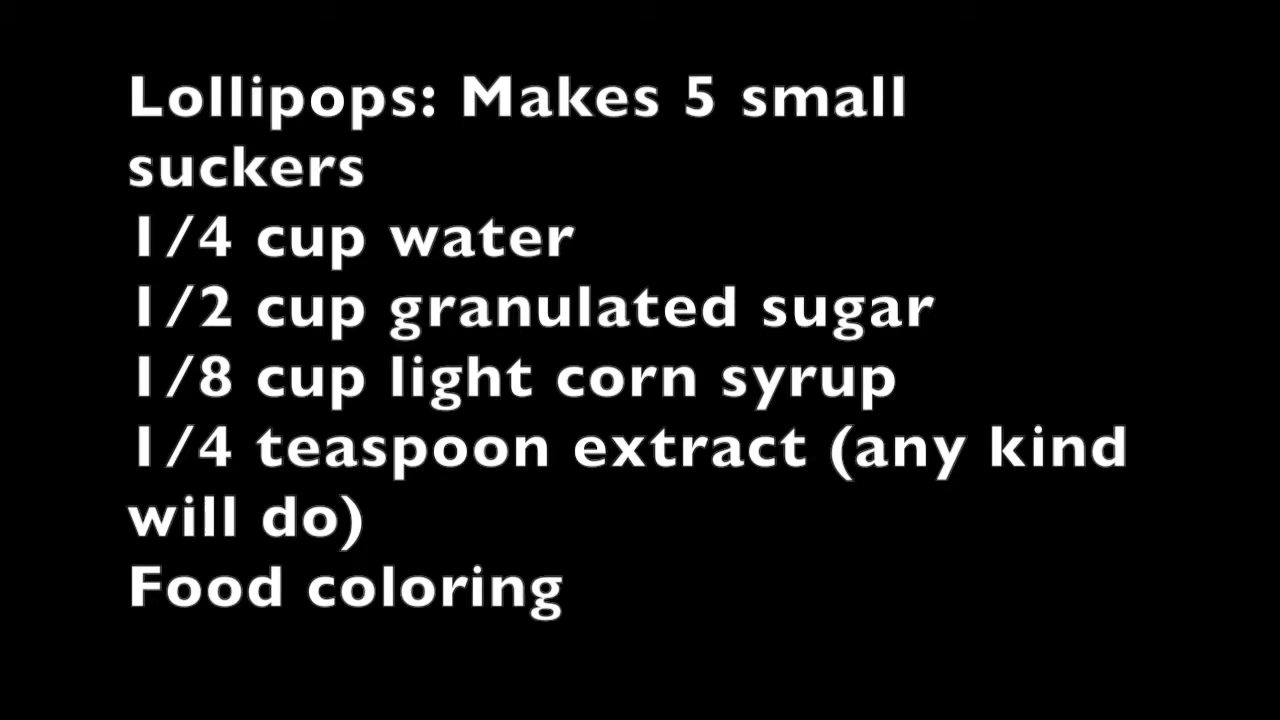 Lollipops: Makes 5 small
suckers
1/4 cup water
1/2 cup granulated sugar
1/8 cup light corn syrup
1/4 teaspoon extract (any kind
will do)
Food coloring